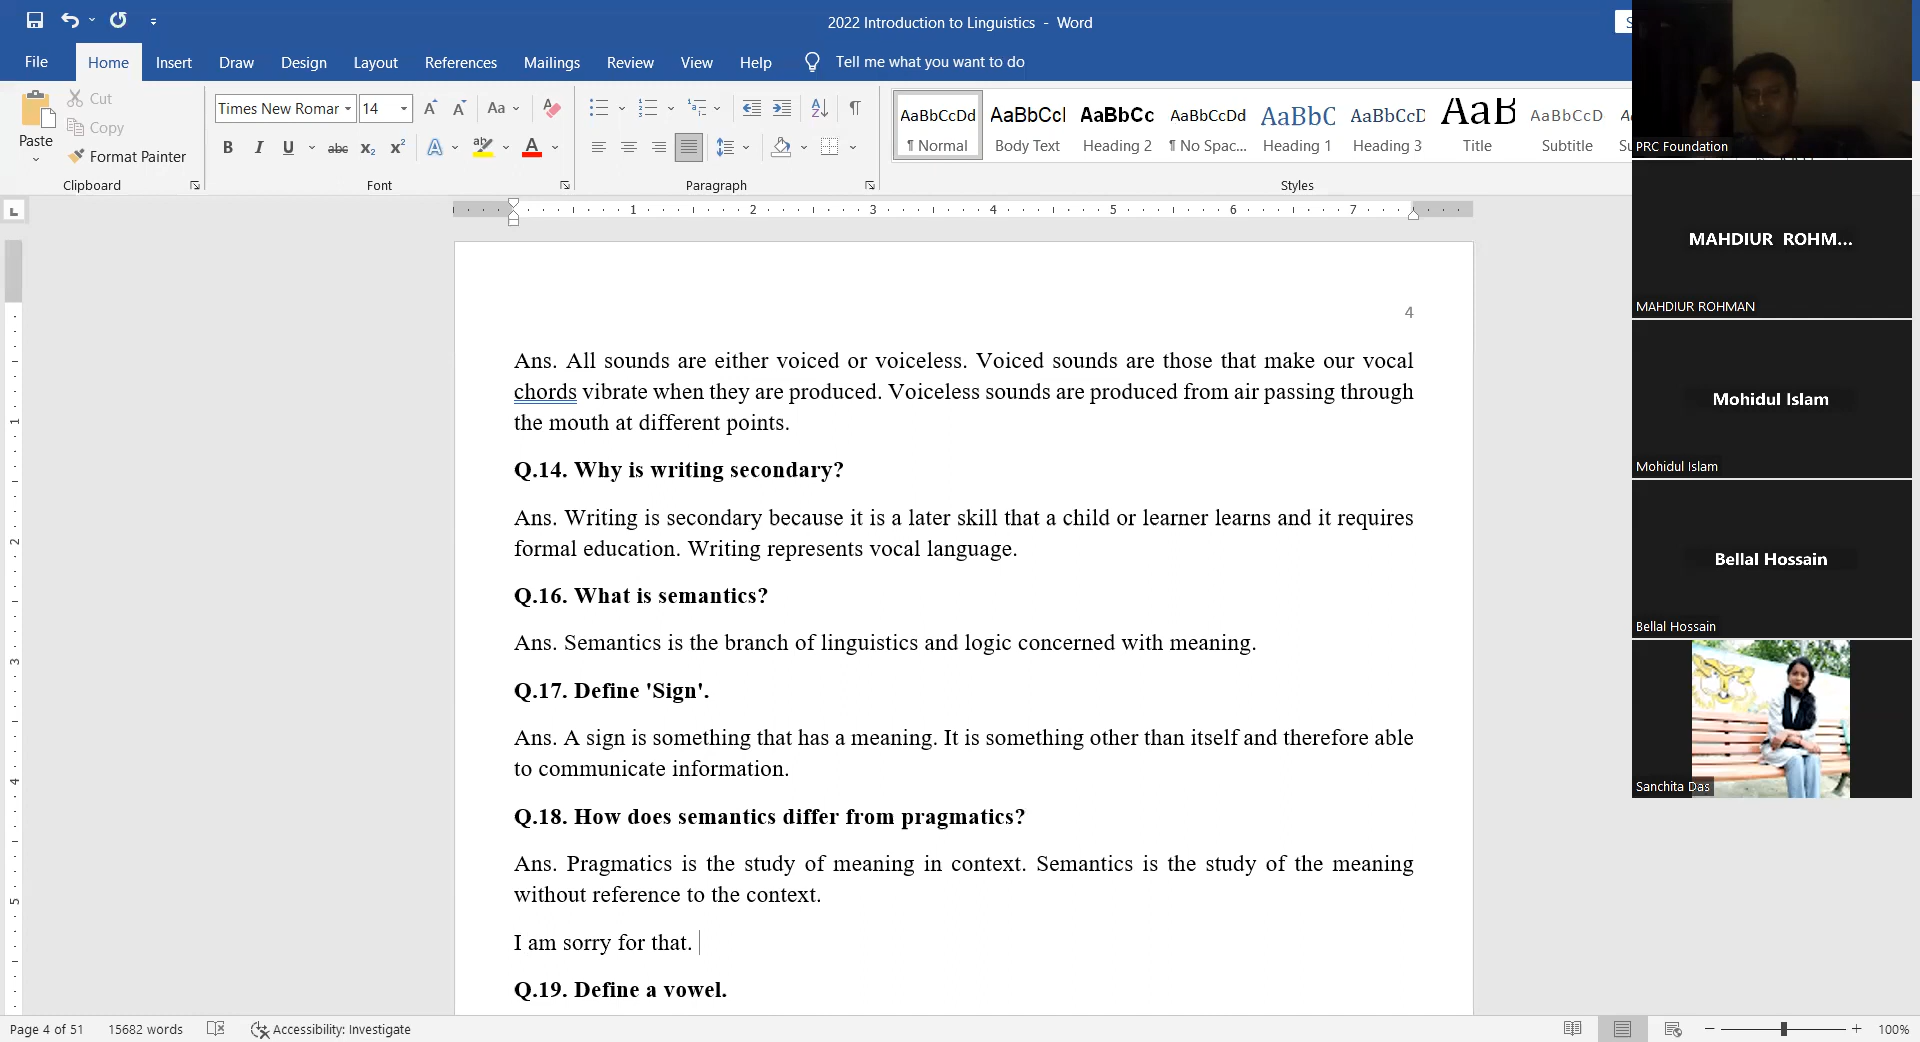 2022 Introduction to Linguistics - Word
File Home Insert Draw Design Layout References Mailings Review View Help Tell me what you want to do
Paste
Cut
Copy
Format Painter
Clipboard
Times New Romar 14
Font
Paragraph
AaBbCcDd AaBbCcI AaBbCc AaBbCcDd AaBbC AaBbCcD AaB AaBbCcD
¶ Normal Body Text Heading 2 ¶ No Spac... Heading 1 Heading 3 Title Subtitle
Styles
1 2 3 4 5 6 7
4
Ans. All sounds are either voiced or voiceless. Voiced sounds are those that make our vocal
chords vibrate when they are produced. Voiceless sounds are produced from air passing through
the mouth at different points.
Q.14. Why is writing secondary?
Ans. Writing is secondary because it is a later skill that a child or learner learns and it requires
formal education. Writing represents vocal language.
Q.16. What is semantics?
Ans. Semantics is the branch of linguistics and logic concerned with meaning.
Q.17. Define 'Sign'.
Ans. A sign is something that has a meaning. It is something other than itself and therefore able
to communicate information.
Q.18. How does semantics differ from pragmatics?
Ans. Pragmatics is the study of meaning in context. Semantics is the study of the meaning
without reference to the context.
I am sorry for that.
Q.19. Define a vowel.
Page 4 of 51 15682 words Accessibility: Investigate 100%
PRC Foundation
MAHDIUR ROHM...
MAHDIUR ROHMAN
Mohidul Islam
Mohidul Islam
Bellal Hossain
Bellal Hossain
Sanchita Das